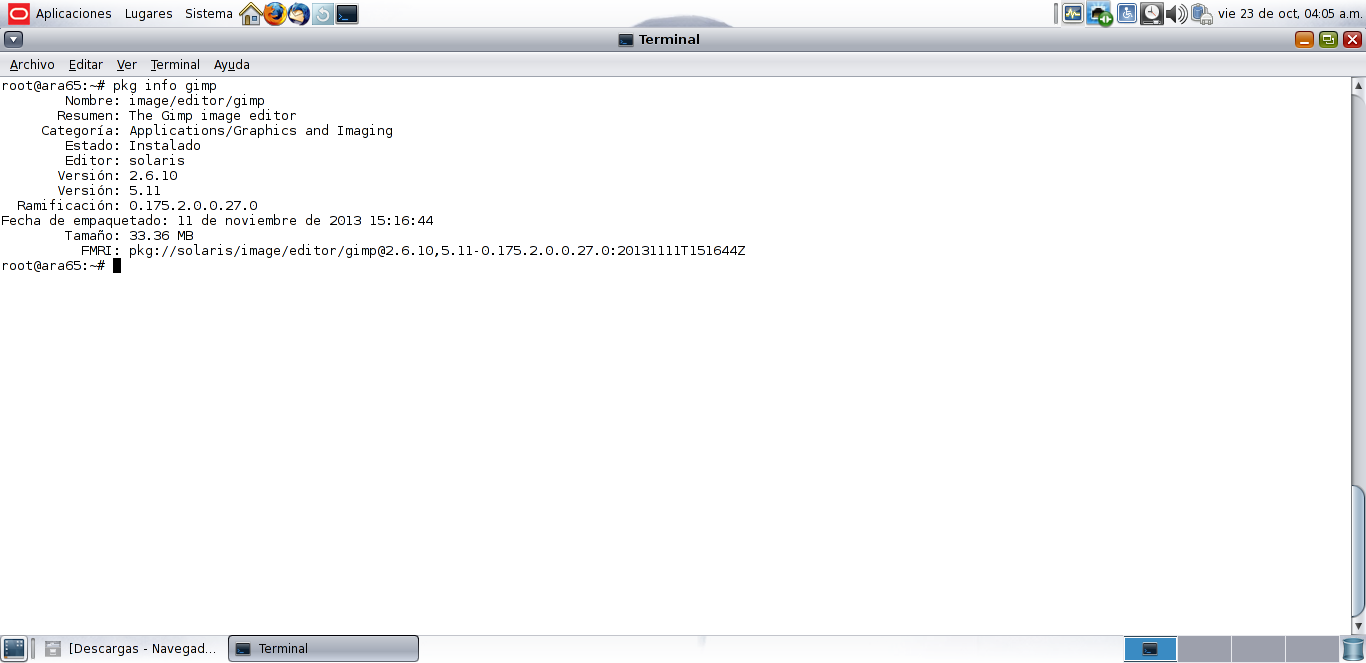 Aplicaciones Lugares Sistema vie 23 de oct, 04:05 a.m.
Terminal
Archivo Editar Ver Terminal Ayuda
root@ara65:~# pkg info gimp
Nombre: image/editor/gimp
Resumen: The Gimp image editor
Categoría: Applications/Graphics and Imaging
Estado: Instalado
Editor: solaris
Versión: 2.6.10
Versión: 5.11
Ramificación: 0.175.2.0.0.27.0
Fecha de empaquetado: 11 de noviembre de 2013 15:16:44
Tamaño: 33.36 MB
FMRI: pkg://solaris/image/editor/gimp@2.6.10,5.11-0.175.2.0.0.27.0:20131111T151644Z
root@ara65:~#
[Descargas - Navegad... Terminal